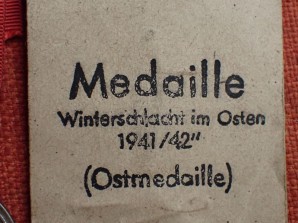 Medaille
Winterschlacht im Osten
1941/42"
(Ostmedaille)